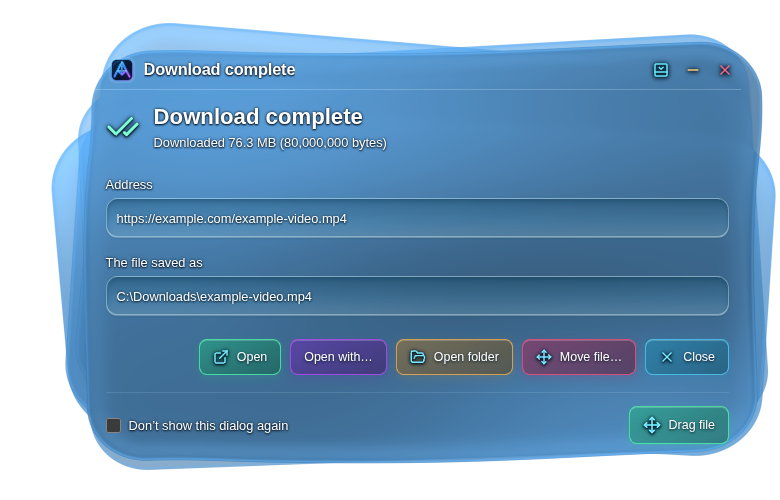 Download complete
Download complete
Downloaded 76.3 MB (80,000,000 bytes)
Address
https://example.com/example-video.mp4
The file saved as
C:\Downloads\example-video.mp4
Open Open with... Open folder Move file... Close
Don't show this dialog again Drag file